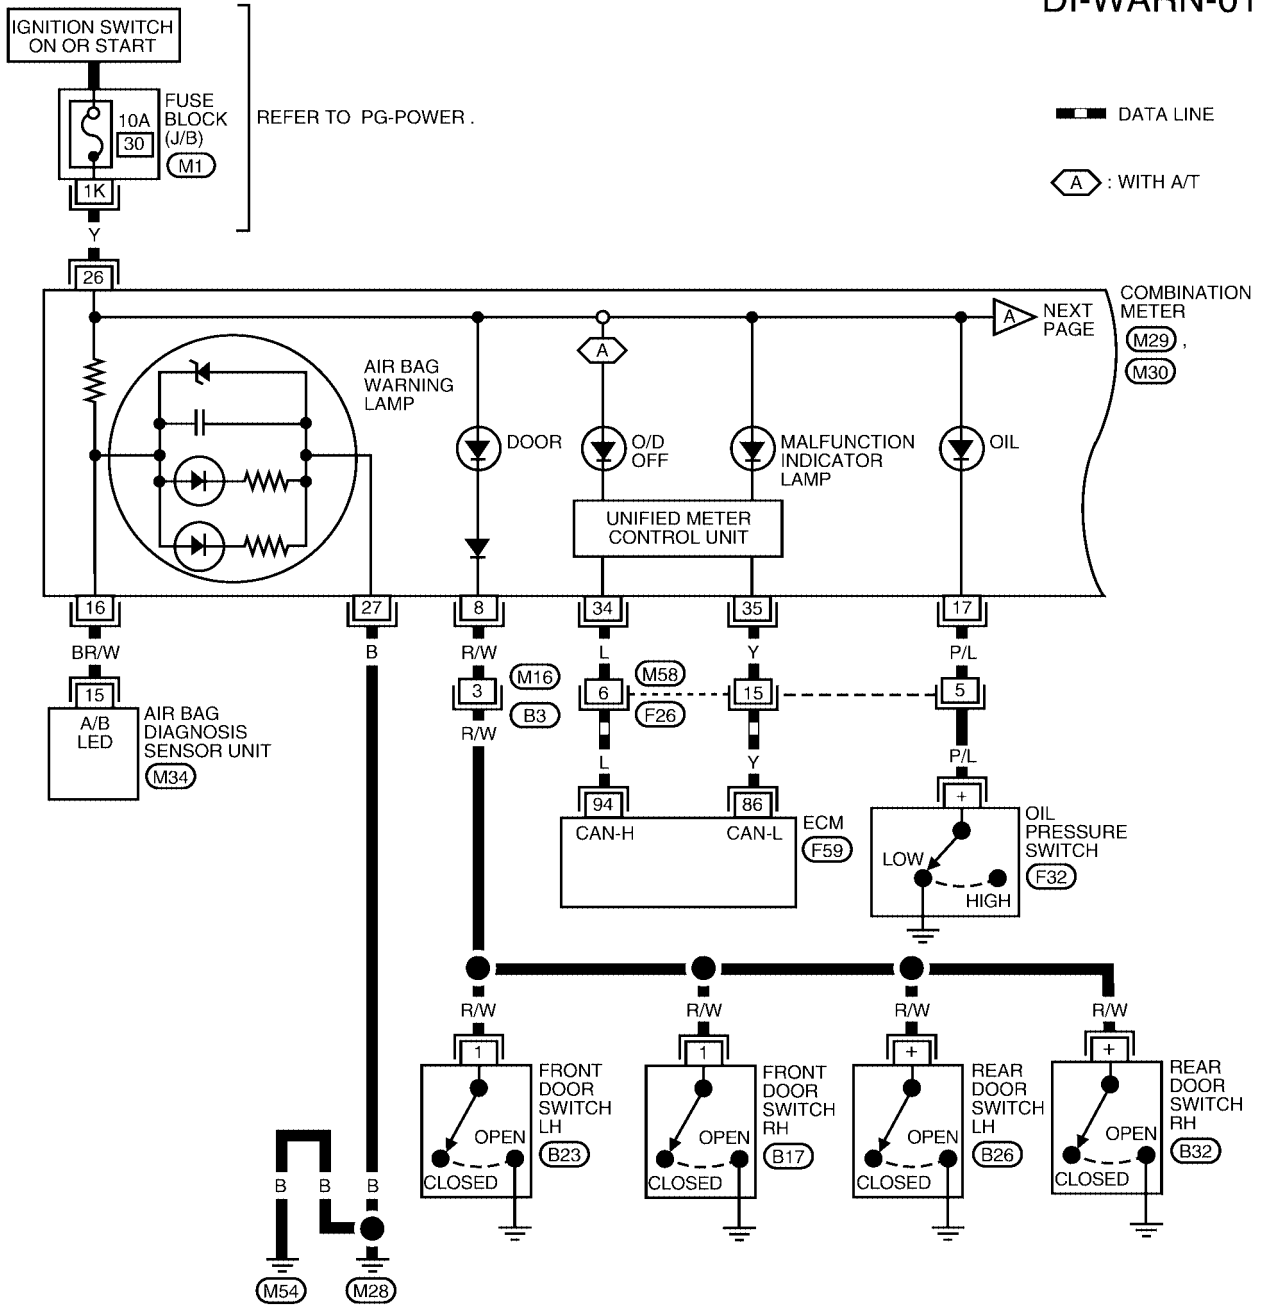 DI-WARN-01
IGNITION SWITCH
ON OR START
FUSE
BLOCK
(J/B)
10A
30
M1
REFER TO PG-POWER .
DATA LINE
A : WITH A/T
1K
Y
26
COMBINATION
METER
M29 ,
M30
A NEXT
PAGE
A
AIR BAG
WARNING
LAMP
DOOR
O/D
OFF
MALFUNCTION
INDICATOR
LAMP
OIL
UNIFIED METER
CONTROL UNIT
16 27 8 34 35 17
BR/W B R/W L Y P/L
15
A/B
LED
AIR BAG
DIAGNOSIS
SENSOR UNIT
M34
3
M16
B3
R/W
6
M58
F26
15
5
L Y P/L
94 86
CAN-H CAN-L
ECM
F59
+
OIL
PRESSURE
SWITCH
F32
LOW
HIGH
R/W R/W R/W R/W
1
FRONT
DOOR
SWITCH
LH
B23
OPEN
CLOSED
1
FRONT
DOOR
SWITCH
RH
B17
OPEN
CLOSED
+
REAR
DOOR
SWITCH
LH
B26
OPEN
CLOSED
+
REAR
DOOR
SWITCH
RH
B32
OPEN
CLOSED
B B B
M54 M28